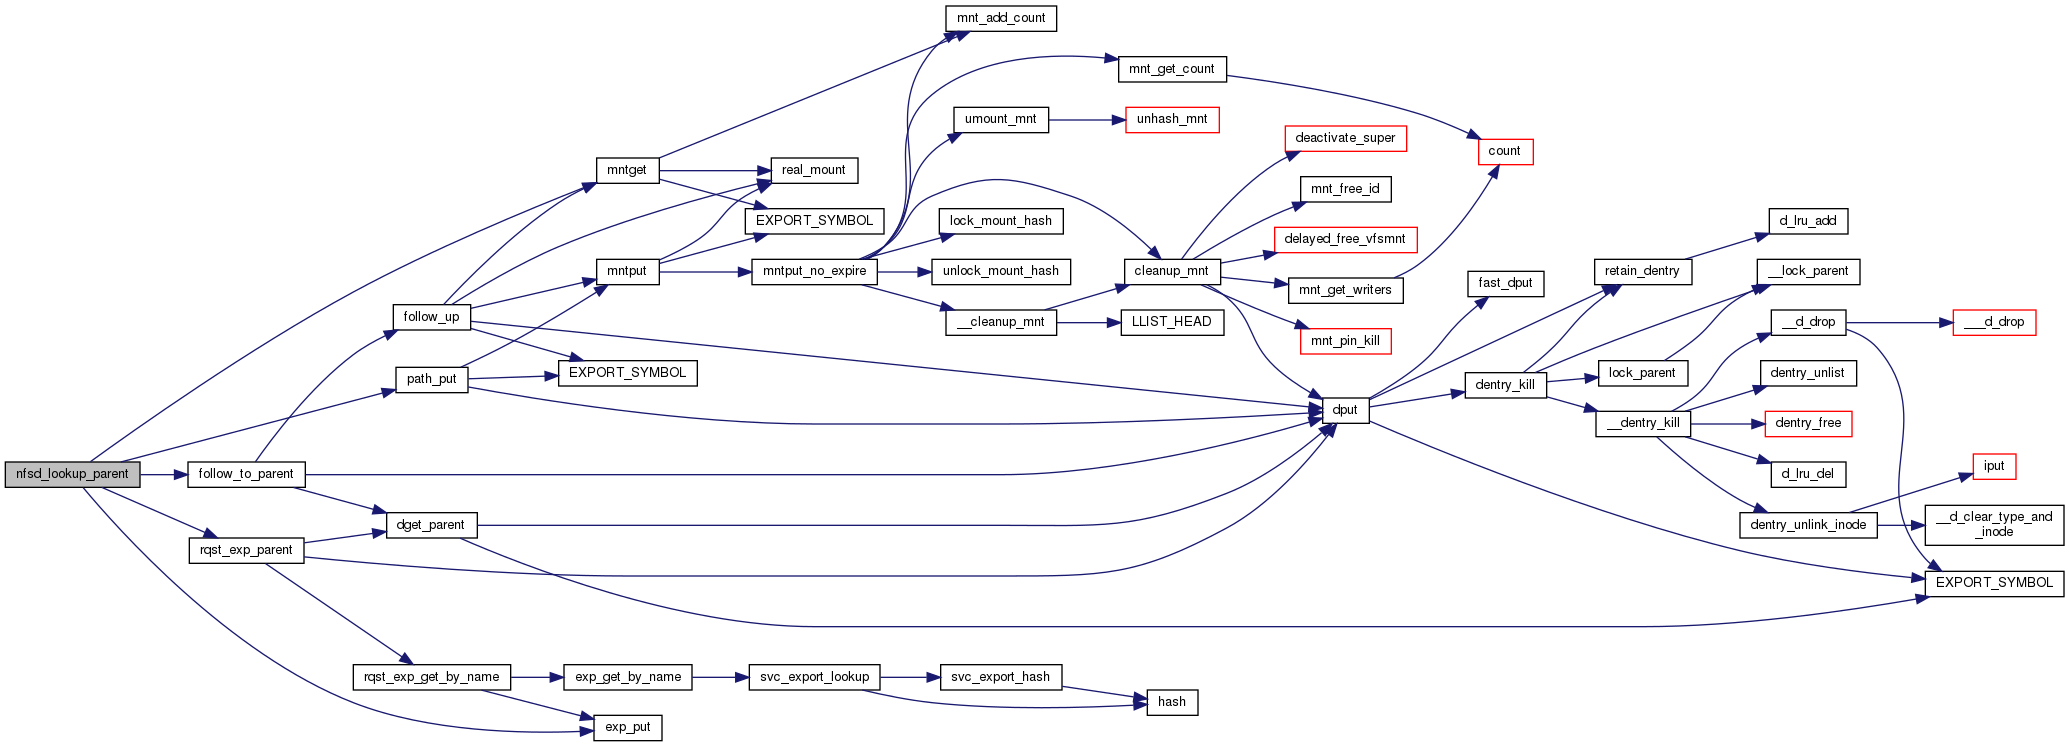 nfsd_lookup_parent
follow_to_parent
rqst_exp_parent
follow_up
path_put
dget_parent
rqst_exp_get_by_name
mntget
mntput
EXPORT_SYMBOL
exp_get_by_name
exp_put
real_mount
EXPORT_SYMBOL
mntput_no_expire
svc_export_lookup
mnt_add_count
umount_mnt
lock_mount_hash
unlock_mount_hash
__cleanup_mnt
svc_export_hash
mnt_get_count
unhash_mnt
cleanup_mnt
LLIST_HEAD
hash
deactivate_super
mnt_free_id
delayed_free_vfsmnt
mnt_get_writers
mnt_pin_kill
dput
count
fast_dput
dentry_kill
retain_dentry
lock_parent
__dentry_kill
d_lru_add
__lock_parent
__d_drop
dentry_unlist
dentry_free
d_lru_del
dentry_unlink_inode
___d_drop
iput
__d_clear_type_and
_inode
EXPORT_SYMBOL